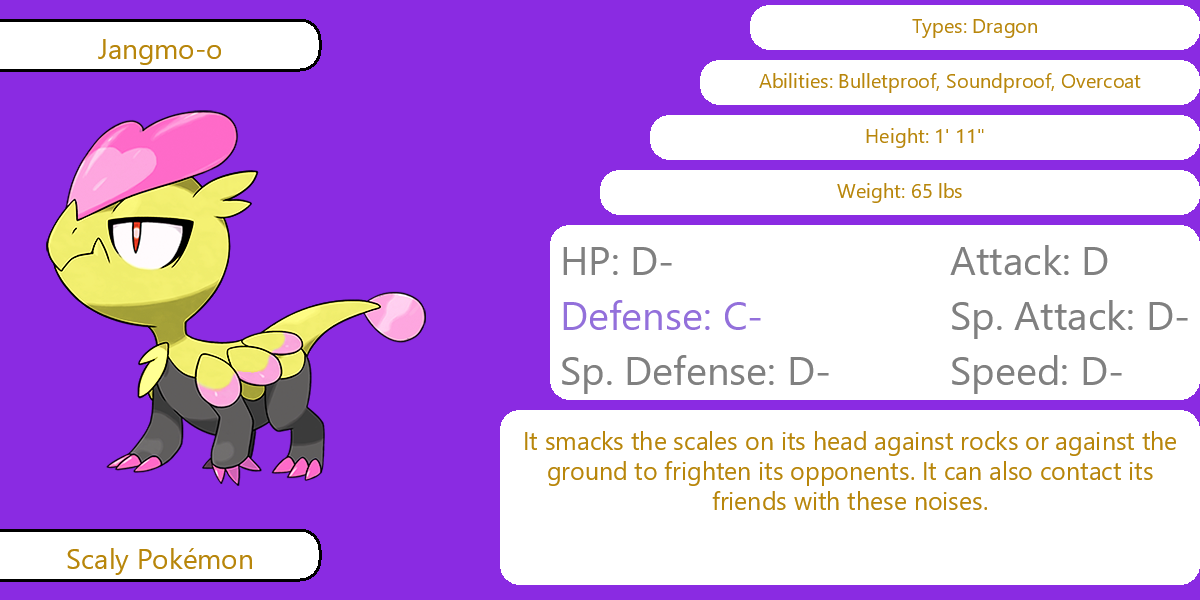 Jangmo-o
Types: Dragon
Abilities: Bulletproof, Soundproof, Overcoat
Height: 1' 11"
Weight: 65 lbs
HP: D-
Attack: D
Defense: C-
Sp. Attack: D-
Sp. Defense: D-
Speed: D-
It smacks the scales on its head against rocks or against the
ground to frighten its opponents. It can also contact its
friends with these noises.
Scaly Pokémon